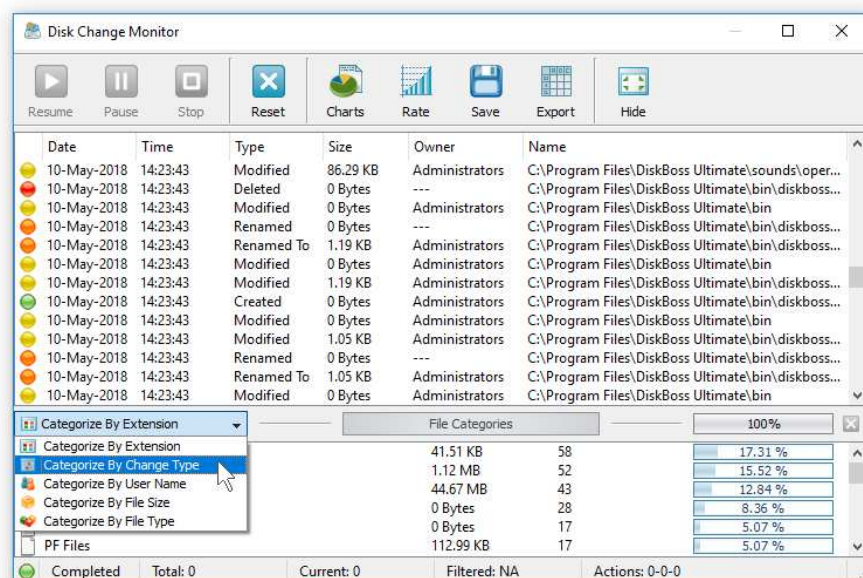 Disk Change Monitor
Resume Pause Stop Reset Charts Rate Save Export Hide
Date Time Type Size Owner Name
10-May-2018 14:23:43 Modified 86.29 KB Administrators C:\Program Files\DiskBoss Ultimate\sounds\oper...
10-May-2018 14:23:43 Deleted 0 Bytes --- C:\Program Files\DiskBoss Ultimate\bin\diskboss...
10-May-2018 14:23:43 Modified 0 Bytes Administrators C:\Program Files\DiskBoss Ultimate\bin
10-May-2018 14:23:43 Renamed 0 Bytes --- C:\Program Files\DiskBoss Ultimate\bin\diskboss...
10-May-2018 14:23:43 Renamed To 1.19 KB Administrators C:\Program Files\DiskBoss Ultimate\bin\diskboss...
10-May-2018 14:23:43 Modified 0 Bytes Administrators C:\Program Files\DiskBoss Ultimate\bin
10-May-2018 14:23:43 Modified 1.19 KB Administrators C:\Program Files\DiskBoss Ultimate\bin\diskboss...
10-May-2018 14:23:43 Created 0 Bytes Administrators C:\Program Files\DiskBoss Ultimate\bin\diskboss...
10-May-2018 14:23:43 Modified 0 Bytes Administrators C:\Program Files\DiskBoss Ultimate\bin
10-May-2018 14:23:43 Modified 1.05 KB Administrators C:\Program Files\DiskBoss Ultimate\bin\diskboss...
10-May-2018 14:23:43 Renamed 0 Bytes --- C:\Program Files\DiskBoss Ultimate\bin\diskboss...
10-May-2018 14:23:43 Renamed To 1.05 KB Administrators C:\Program Files\DiskBoss Ultimate\bin\diskboss...
10-May-2018 14:23:43 Modified 0 Bytes Administrators C:\Program Files\DiskBoss Ultimate\bin
Categorize By Extension File Categories 100%
Categorize By Extension 41.51 KB 58 17.31 %
Categorize By Change Type 1.12 MB 52 15.52 %
Categorize By User Name 44.67 MB 43 12.84 %
Categorize By File Size 0 Bytes 28 8.36 %
Categorize By File Type 0 Bytes 17 5.07 %
PF Files 112.99 KB 17 5.07 %
Completed Total: 0 Current: 0 Filtered: NA Actions: 0-0-0